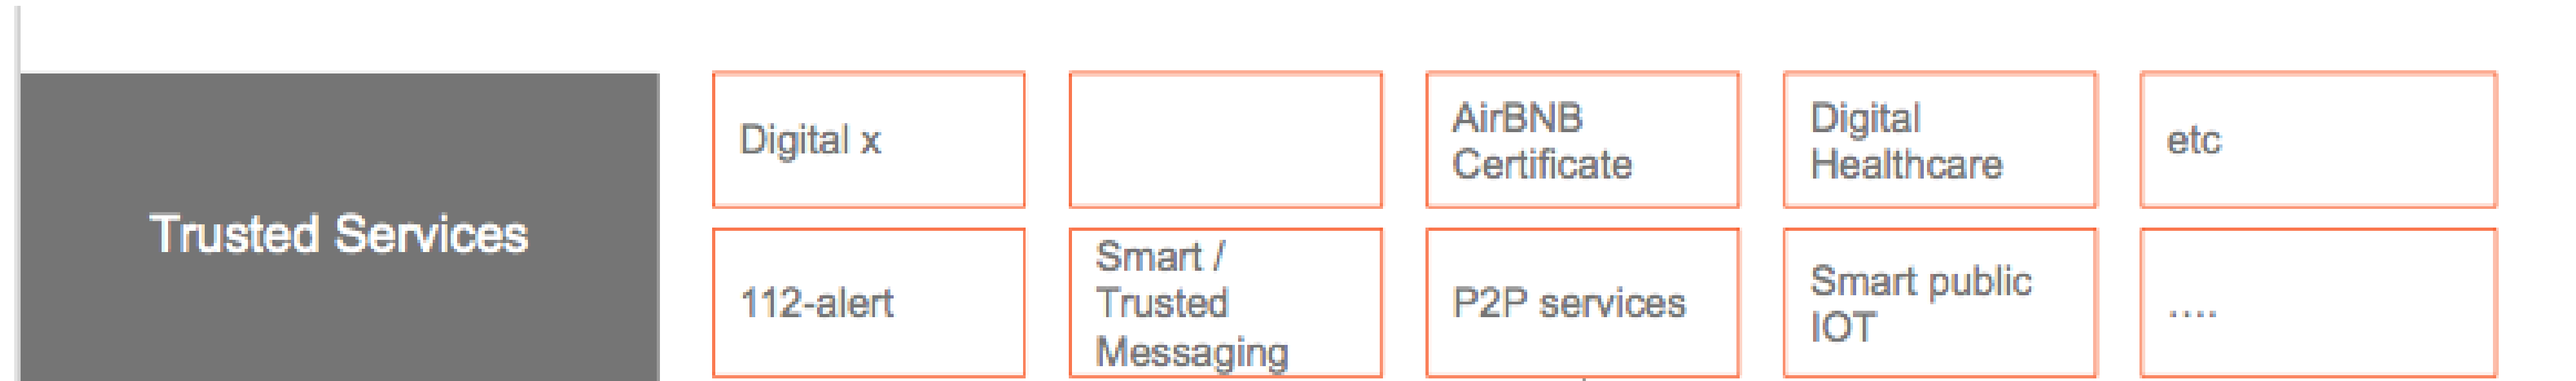 Trusted Services
Digital x
AirBNB
Certificate
Digital
Healthcare
etc
112-alert
Smart /
Trusted
Messaging
P2P services
Smart public
IOT
....